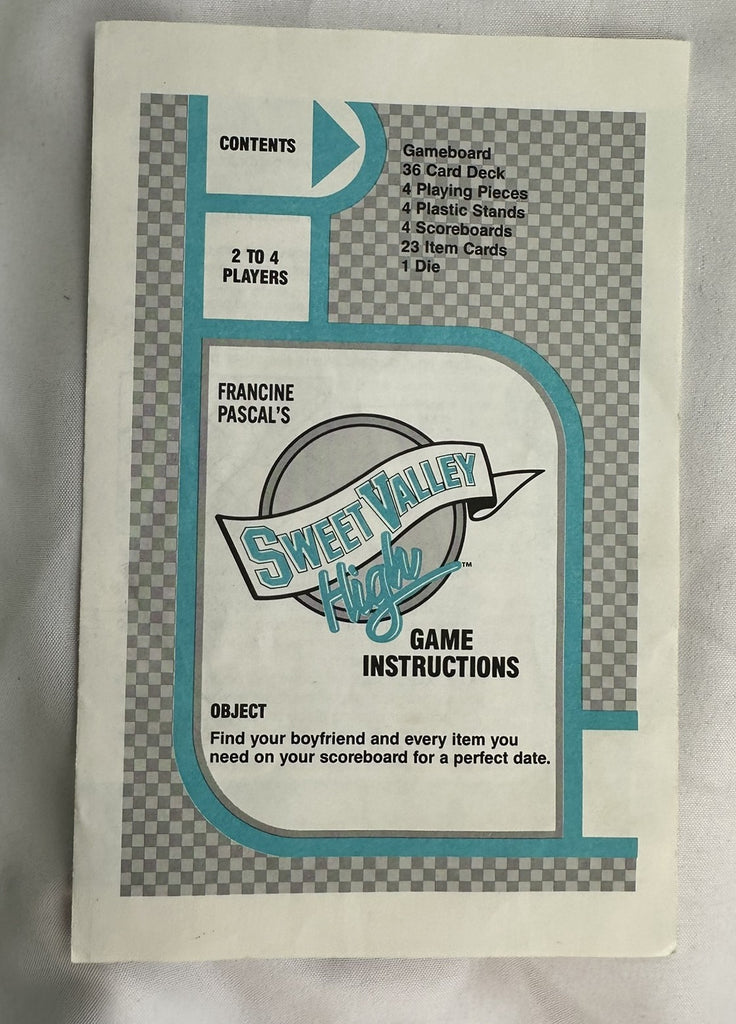 CONTENTS
Gameboard
36 Card Deck
4 Playing Pieces
4 Plastic Stands
4 Scoreboards
23 Item Cards
1 Die
2 TO 4
PLAYERS
FRANCINE
PASCAL'S
SWEET VALLEY
High™
GAME
INSTRUCTIONS
OBJECT
Find your boyfriend and every item you
need on your scoreboard for a perfect date.